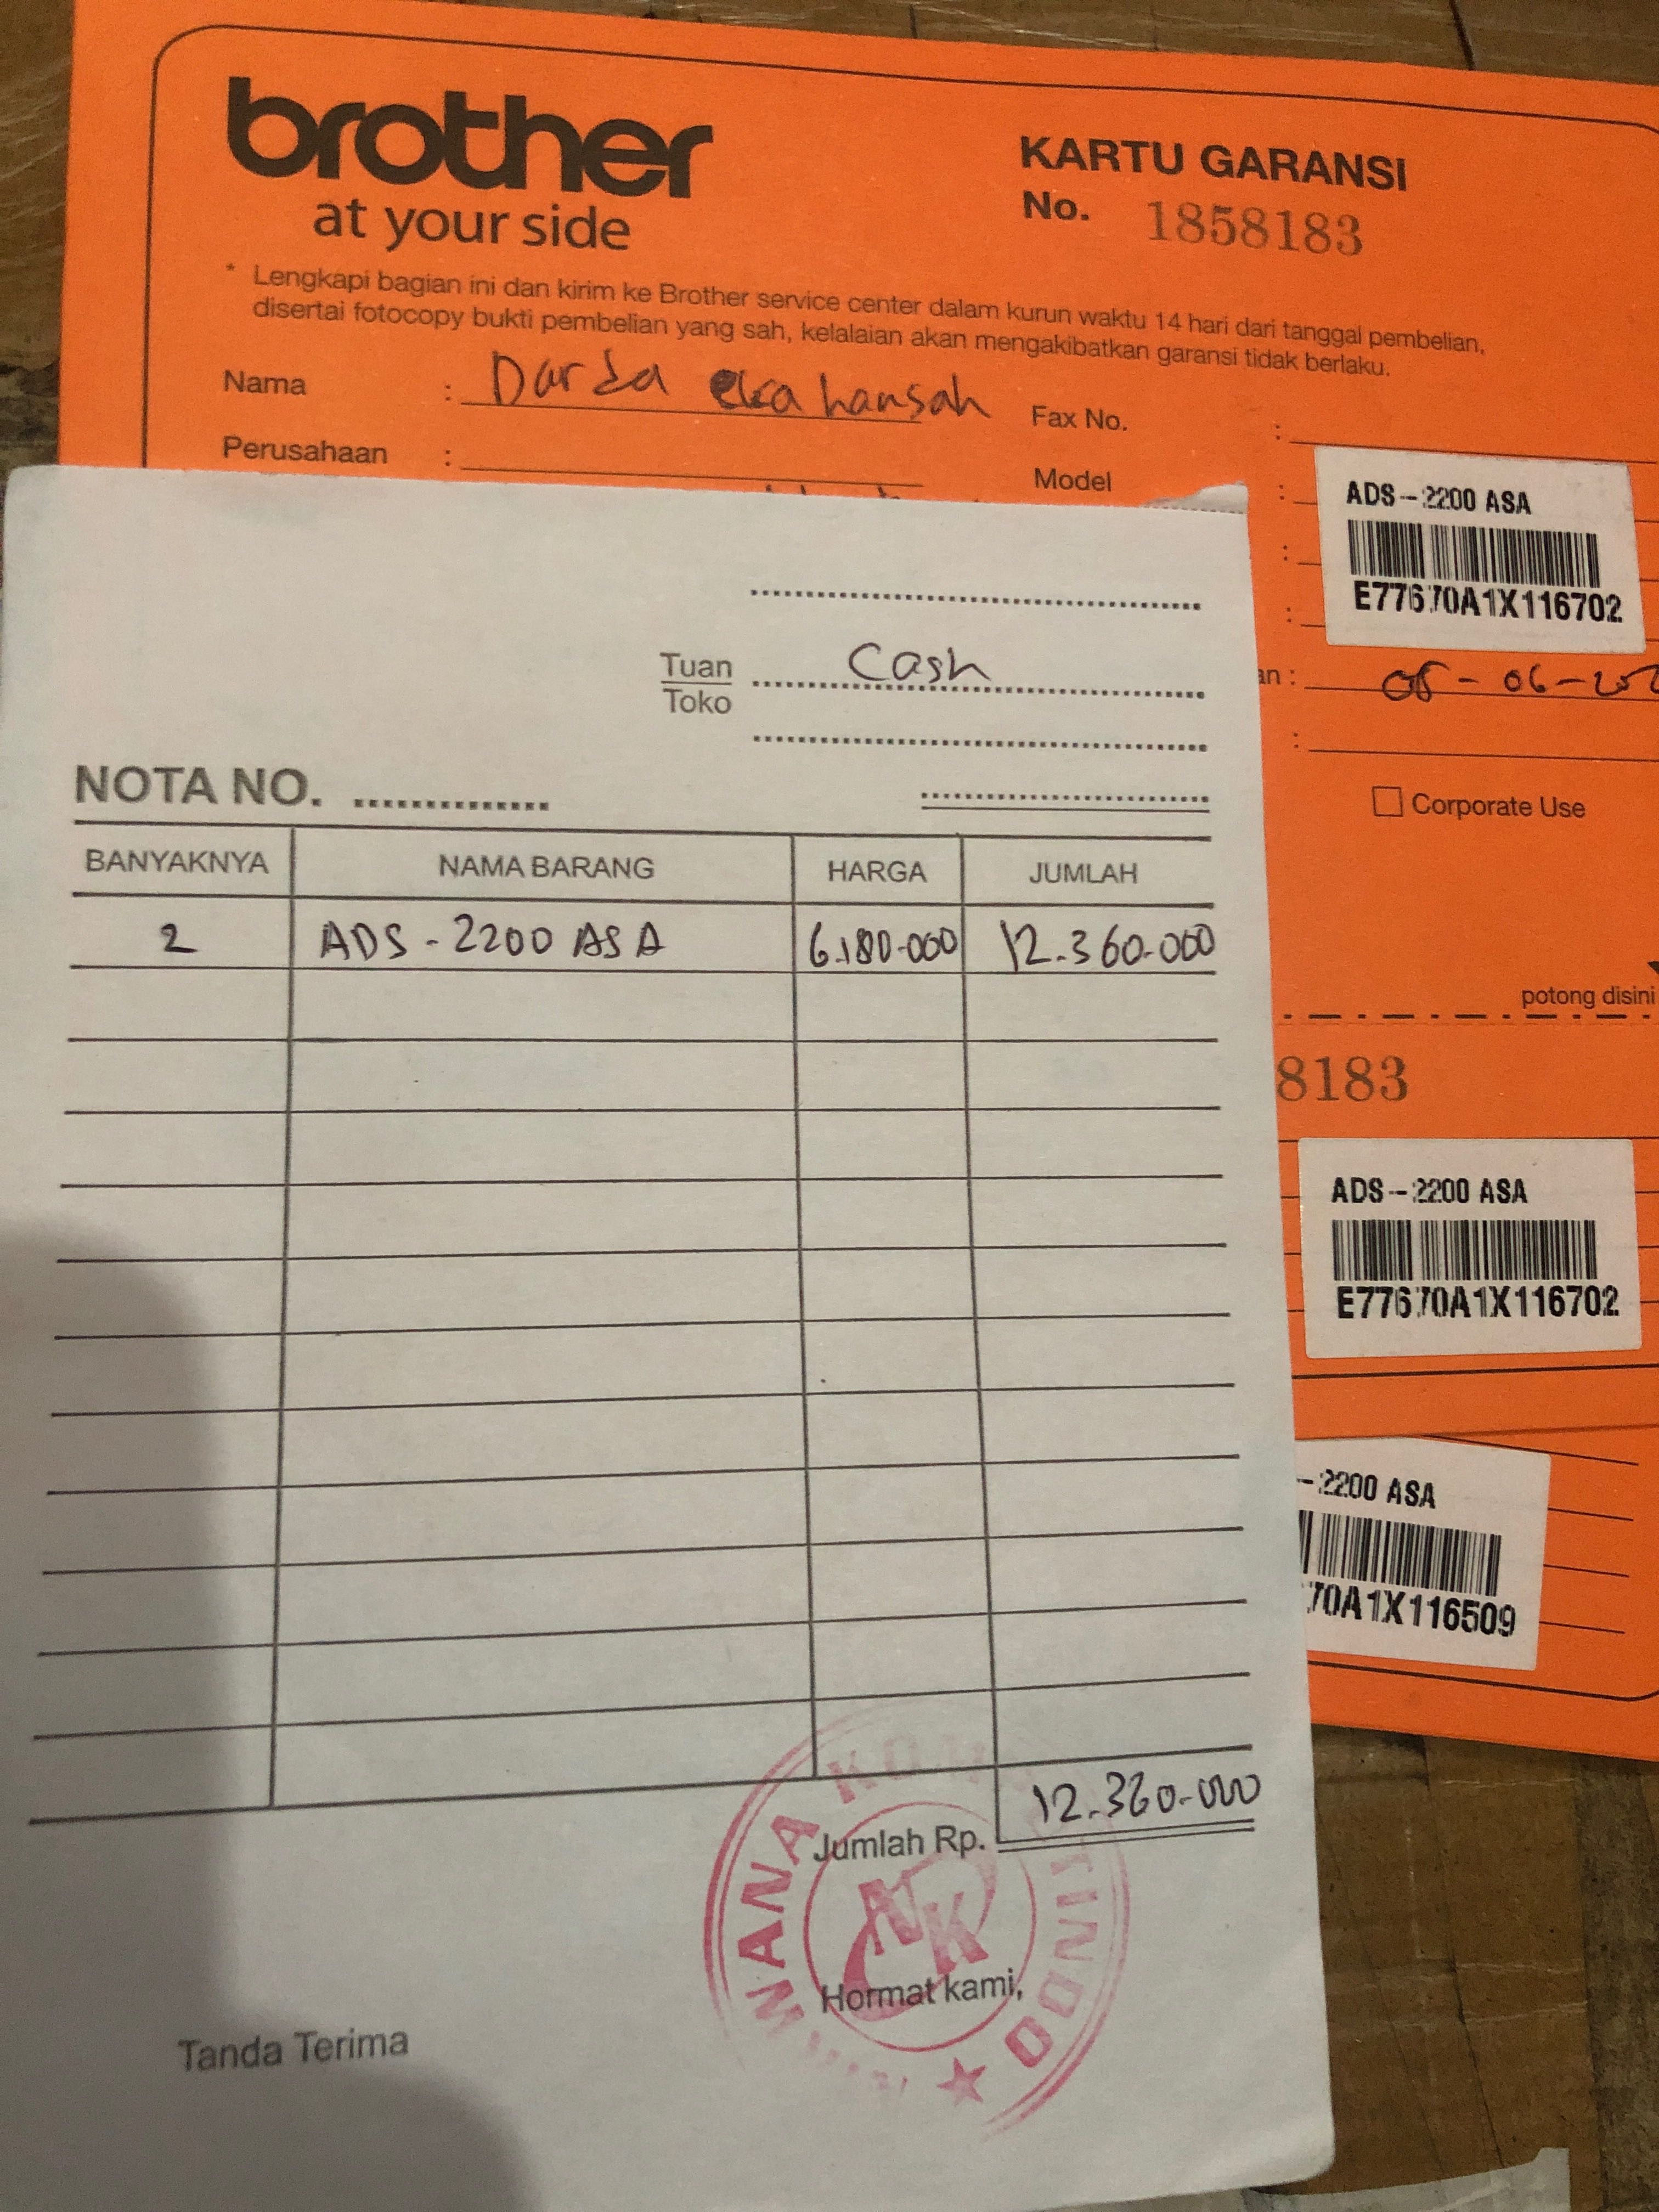 brother
at your side
KARTU GARANSI
No. 1858183
* Lengkapi bagian ini dan kirim ke Brother service center dalam kurun waktu 14 hari dari tanggal pembelian,
disertai fotocopy bukti pembelian yang sah, kelalaian akan mengakibatkan garansi tidak berlaku.
Nama :
Fax No. :
Perusahaan :
Model :
ADS-2200 ASA
E77670A1X116702
Corporate Use
potong disini
8183
ADS-2200 ASA
E77670A1X116702
-2200 ASA
70A1X116509
Tuan Cash
Toko
NOTA NO.
BANYAKNYA NAMA BARANG HARGA JUMLAH
2 ADS-2200 ASA 6.180.000 12.360.000
Jumlah Rp. 12.360.000
Hormat kami,
Tanda Terima
WANA
NK
DONIT